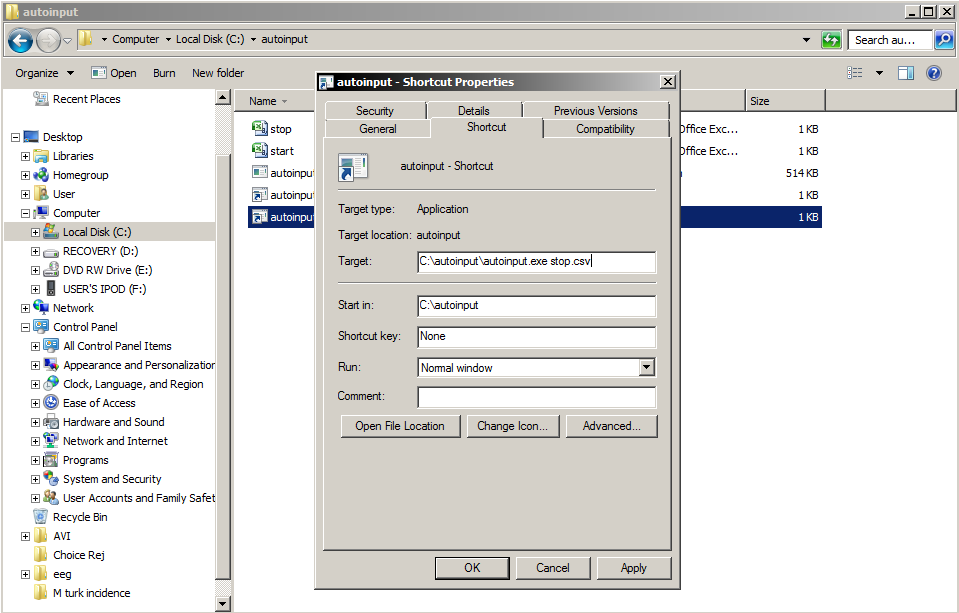 autoinput
Computer Local Disk (C:) autoinput
Search au...
Organize Open Burn New folder
Recent Places
Desktop
Libraries
Homegroup
User
Computer
Local Disk (C:)
RECOVERY (D:)
DVD RW Drive (E:)
USER'S IPOD (F:)
Network
Control Panel
All Control Panel Items
Appearance and Personalization
Clock, Language, and Region
Ease of Access
Hardware and Sound
Network and Internet
Programs
System and Security
User Accounts and Family Safet
Recycle Bin
AVI
Choice Rej
eeg
M turk incidence
Name Size
stop Office Exc... 1 KB
start Office Exc... 1 KB
autoinput 514 KB
autoinput 1 KB
autoinput 1 KB
autoinput - Shortcut Properties
Security Details Previous Versions
General Shortcut Compatibility
autoinput - Shortcut
Target type: Application
Target location: autoinput
Target: C:\autoinput\autoinput.exe stop.csv
Start in: C:\autoinput
Shortcut key: None
Run: Normal window
Comment:
Open File Location Change Icon... Advanced...
OK Cancel Apply